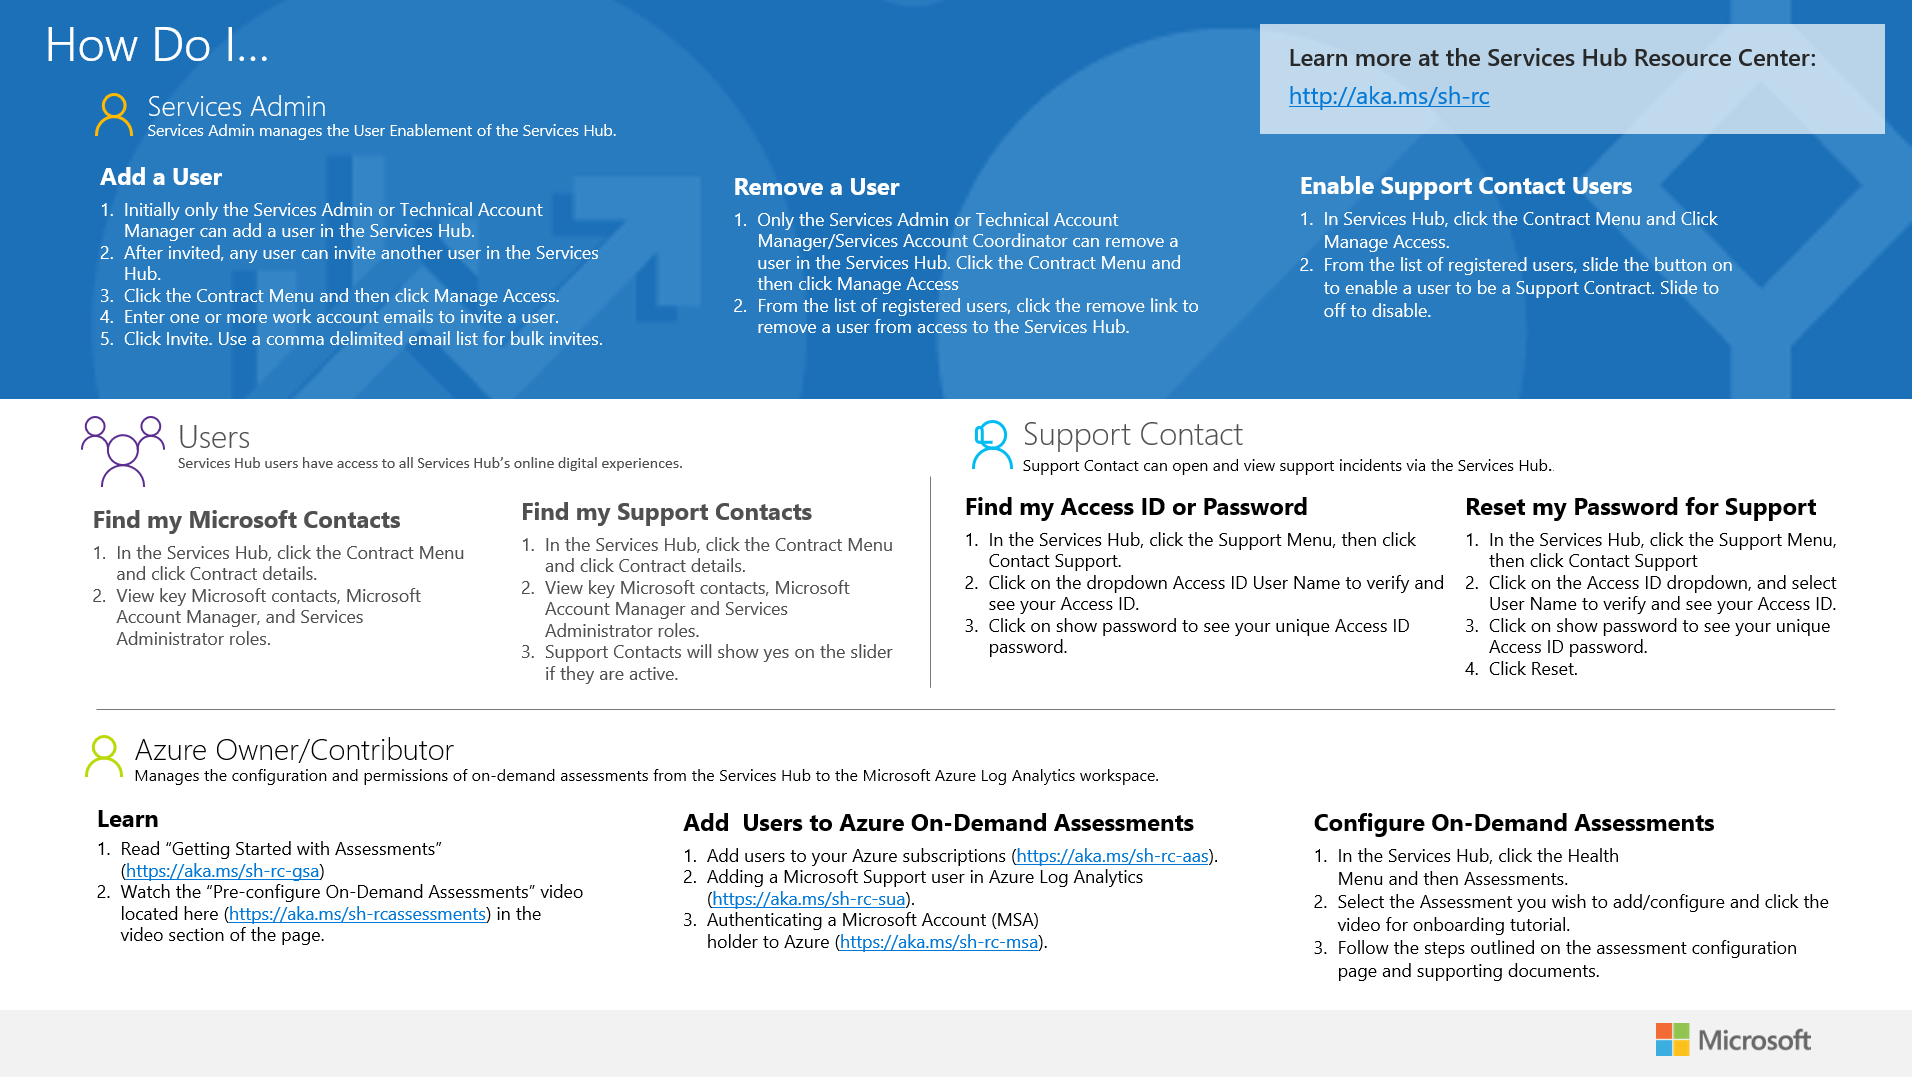 How Do I...
Learn more at the Services Hub Resource Center:
http://aka.ms/sh-rc
Services Admin
Services Admin manages the User Enablement of the Services Hub.
Add a User
1. Initially only the Services Admin or Technical Account
Manager can add a user in the Services Hub.
2. After invited, any user can invite another user in the Services
Hub.
3. Click the Contract Menu and then click Manage Access.
4. Enter one or more work account emails to invite a user.
5. Click Invite. Use a comma delimited email list for bulk invites.
Remove a User
1. Only the Services Admin or Technical Account
Manager/Services Account Coordinator can remove a
user in the Services Hub. Click the Contract Menu and
then click Manage Access
2. From the list of registered users, click the remove link to
remove a user from access to the Services Hub.
Enable Support Contact Users
1. In Services Hub, click the Contract Menu and Click
Manage Access.
2. From the list of registered users, slide the button on
to enable a user to be a Support Contract. Slide to
off to disable.
Users
Services Hub users have access to all Services Hub's online digital experiences.
Find my Microsoft Contacts
1. In the Services Hub, click the Contract Menu
and click Contract details.
2. View key Microsoft contacts, Microsoft
Account Manager, and Services
Administrator roles.
Find my Support Contacts
1. In the Services Hub, click the Contract Menu
and click Contract details.
2. View key Microsoft contacts, Microsoft
Account Manager and Services
Administrator roles.
3. Support Contacts will show yes on the slider
if they are active.
Support Contact
Support Contact can open and view support incidents via the Services Hub.
Find my Access ID or Password
1. In the Services Hub, click the Support Menu, then click
Contact Support.
2. Click on the dropdown Access ID User Name to verify and
see your Access ID.
3. Click on show password to see your unique Access ID
password.
Reset my Password for Support
1. In the Services Hub, click the Support Menu,
then click Contact Support
2. Click on the Access ID dropdown, and select
User Name to verify and see your Access ID.
3. Click on show password to see your unique
Access ID password.
4. Click Reset.
Azure Owner/Contributor
Manages the configuration and permissions of on-demand assessments from the Services Hub to the Microsoft Azure Log Analytics workspace.
Learn
1. Read “Getting Started with Assessments”
(https://aka.ms/sh-rc-gsa)
2. Watch the “Pre-configure On-Demand Assessments” video
located here (https://aka.ms/sh-rcassessments) in the
video section of the page.
Add  Users to Azure On-Demand Assessments
1. Add users to your Azure subscriptions (https://aka.ms/sh-rc-aas).
2. Adding a Microsoft Support user in Azure Log Analytics
(https://aka.ms/sh-rc-sua).
3. Authenticating a Microsoft Account (MSA)
holder to Azure (https://aka.ms/sh-rc-msa).
Configure On-Demand Assessments
1. In the Services Hub, click the Health
Menu and then Assessments.
2. Select the Assessment you wish to add/configure and click the
video for onboarding tutorial.
3. Follow the steps outlined on the assessment configuration
page and supporting documents.
Microsoft